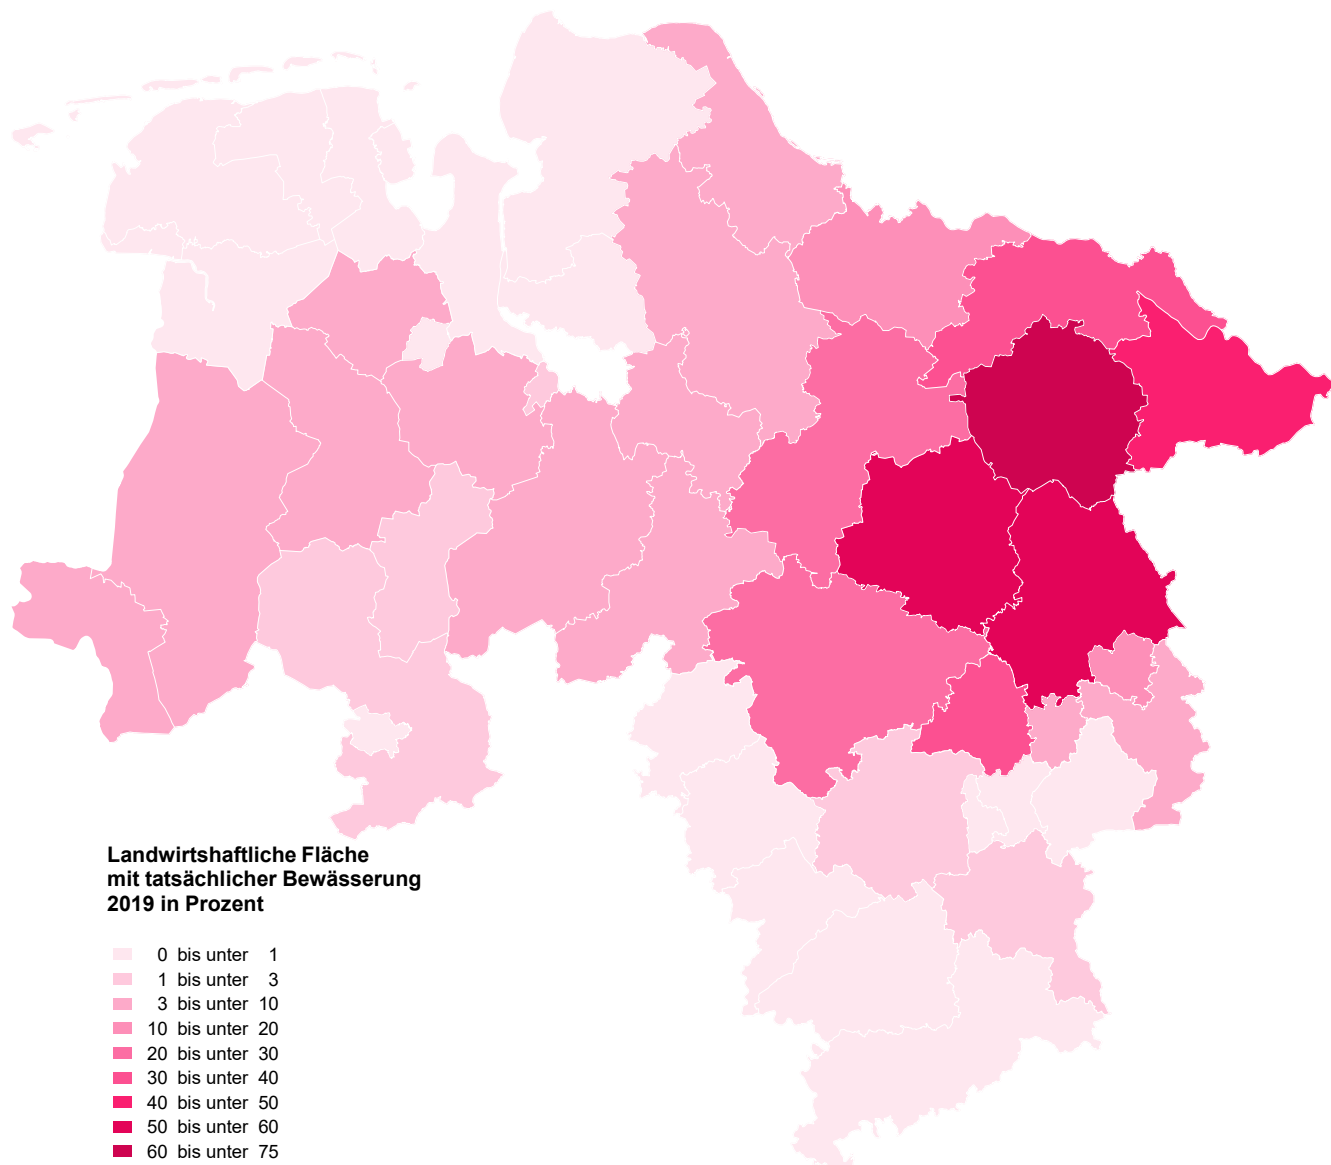 Landwirtshaftliche Fläche
mit tatsächlicher Bewässerung
2019 in Prozent
0 bis unter 1
1 bis unter 3
3 bis unter 10
10 bis unter 20
20 bis unter 30
30 bis unter 40
40 bis unter 50
50 bis unter 60
60 bis unter 75